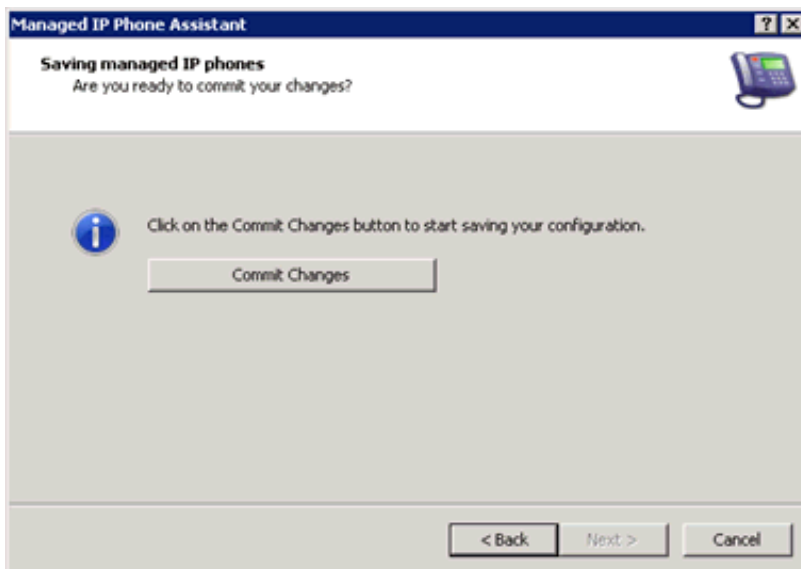 Managed IP Phone Assistant
Saving managed IP phones
Are you ready to commit your changes?
Click on the Commit Changes button to start saving your configuration.
Commit Changes
< Back Next > Cancel